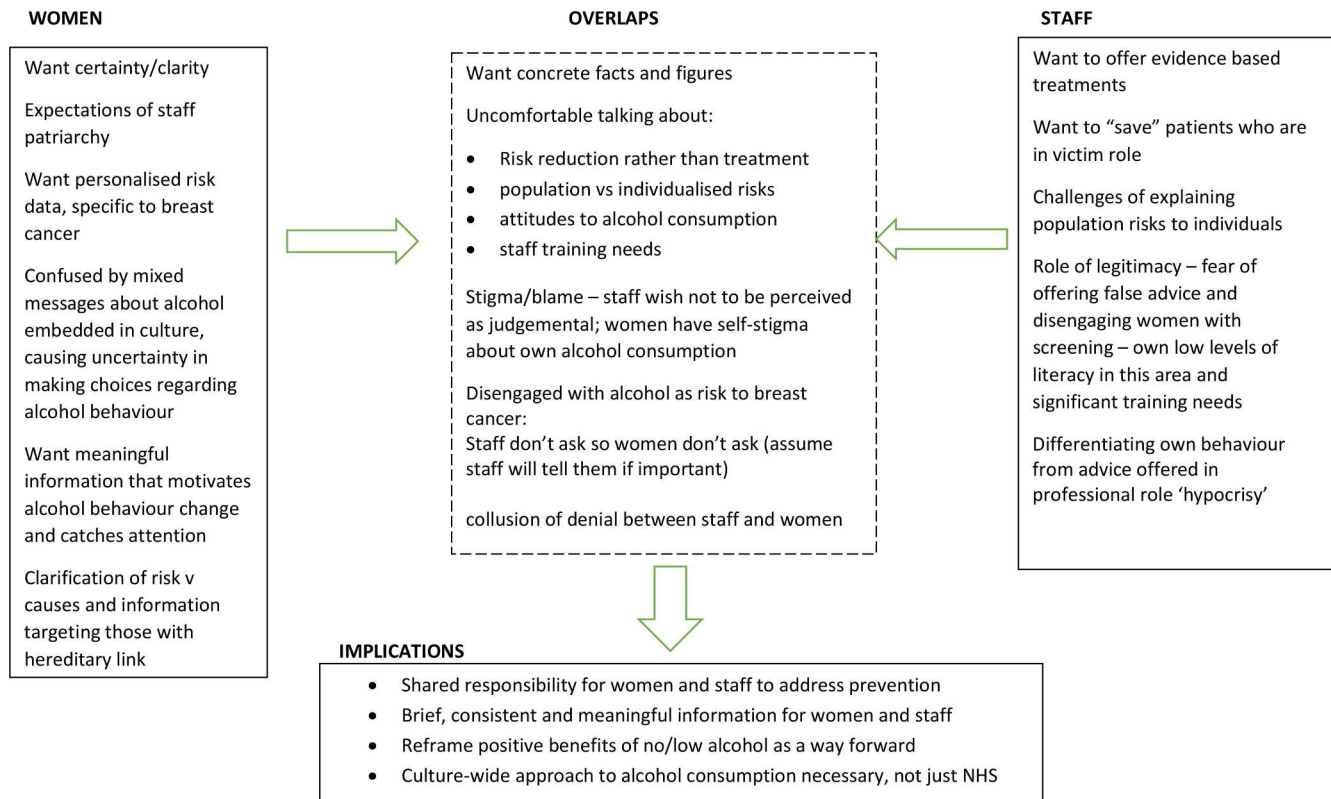 WOMEN
Want certainty/clarity
Expectations of staff
patriarchy
Want personalised risk
data, specific to breast
cancer
Confused by mixed
messages about alcohol
embedded in culture,
causing uncertainty in
making choices regarding
alcohol behaviour
Want meaningful
information that motivates
alcohol behaviour change
and catches attention
Clarification of risk v
causes and information
targeting those with
hereditary link
OVERLAPS
Want concrete facts and figures
Uncomfortable talking about:
• Risk reduction rather than treatment
• population vs individualised risks
• attitudes to alcohol consumption
• staff training needs
Stigma/blame – staff wish not to be perceived
as judgemental; women have self-stigma
about own alcohol consumption
Disengaged with alcohol as risk to breast
cancer:
Staff don’t ask so women don’t ask (assume
staff will tell them if important)
collusion of denial between staff and women
STAFF
Want to offer evidence based
treatments
Want to “save” patients who are
in victim role
Challenges of explaining
population risks to individuals
Role of legitimacy – fear of
offering false advice and
disengaging women with
screening – own low levels of
literacy in this area and
significant training needs
Differentiating own behaviour
from advice offered in
professional role ‘hypocrisy’
IMPLICATIONS
• Shared responsibility for women and staff to address prevention
• Brief, consistent and meaningful information for women and staff
• Reframe positive benefits of no/low alcohol as a way forward
• Culture-wide approach to alcohol consumption necessary, not just NHS